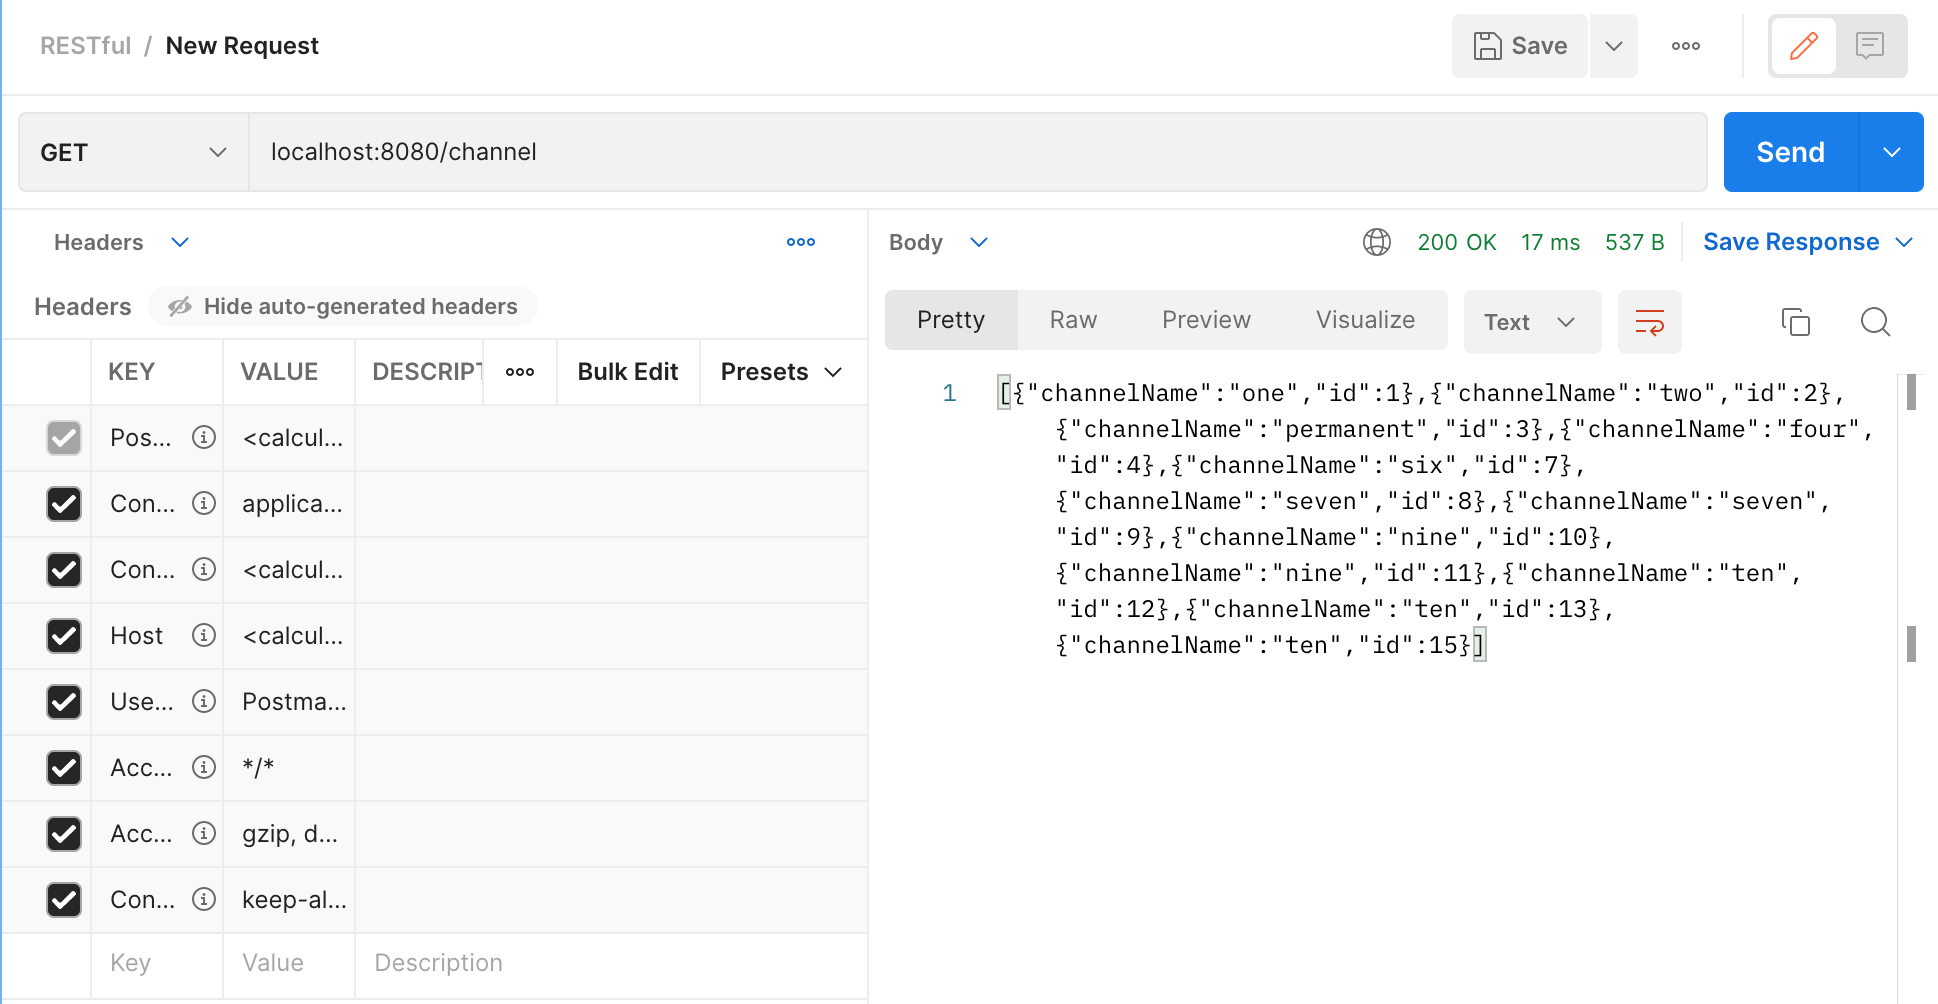 RESTful / New Request
Save
GET
localhost:8080/channel
Send
Headers
Body
200 OK 17 ms 537 B
Save Response
Headers Hide auto-generated headers
Pretty Raw Preview Visualize Text
KEY VALUE DESCRIPT Bulk Edit Presets
Pos... <calcul...
Con... applica...
Con... <calcul...
Host <calcul...
Use... Postma...
Acc... */*
Acc... gzip, d...
Con... keep-al...
Key Value Description
1 [{"channelName":"one","id":1},{"channelName":"two","id":2},
{"channelName":"permanent","id":3},{"channelName":"four",
"id":4},{"channelName":"six","id":7},
{"channelName":"seven","id":8},{"channelName":"seven",
"id":9},{"channelName":"nine","id":10},
{"channelName":"nine","id":11},{"channelName":"ten",
"id":12},{"channelName":"ten","id":13},
{"channelName":"ten","id":15}]